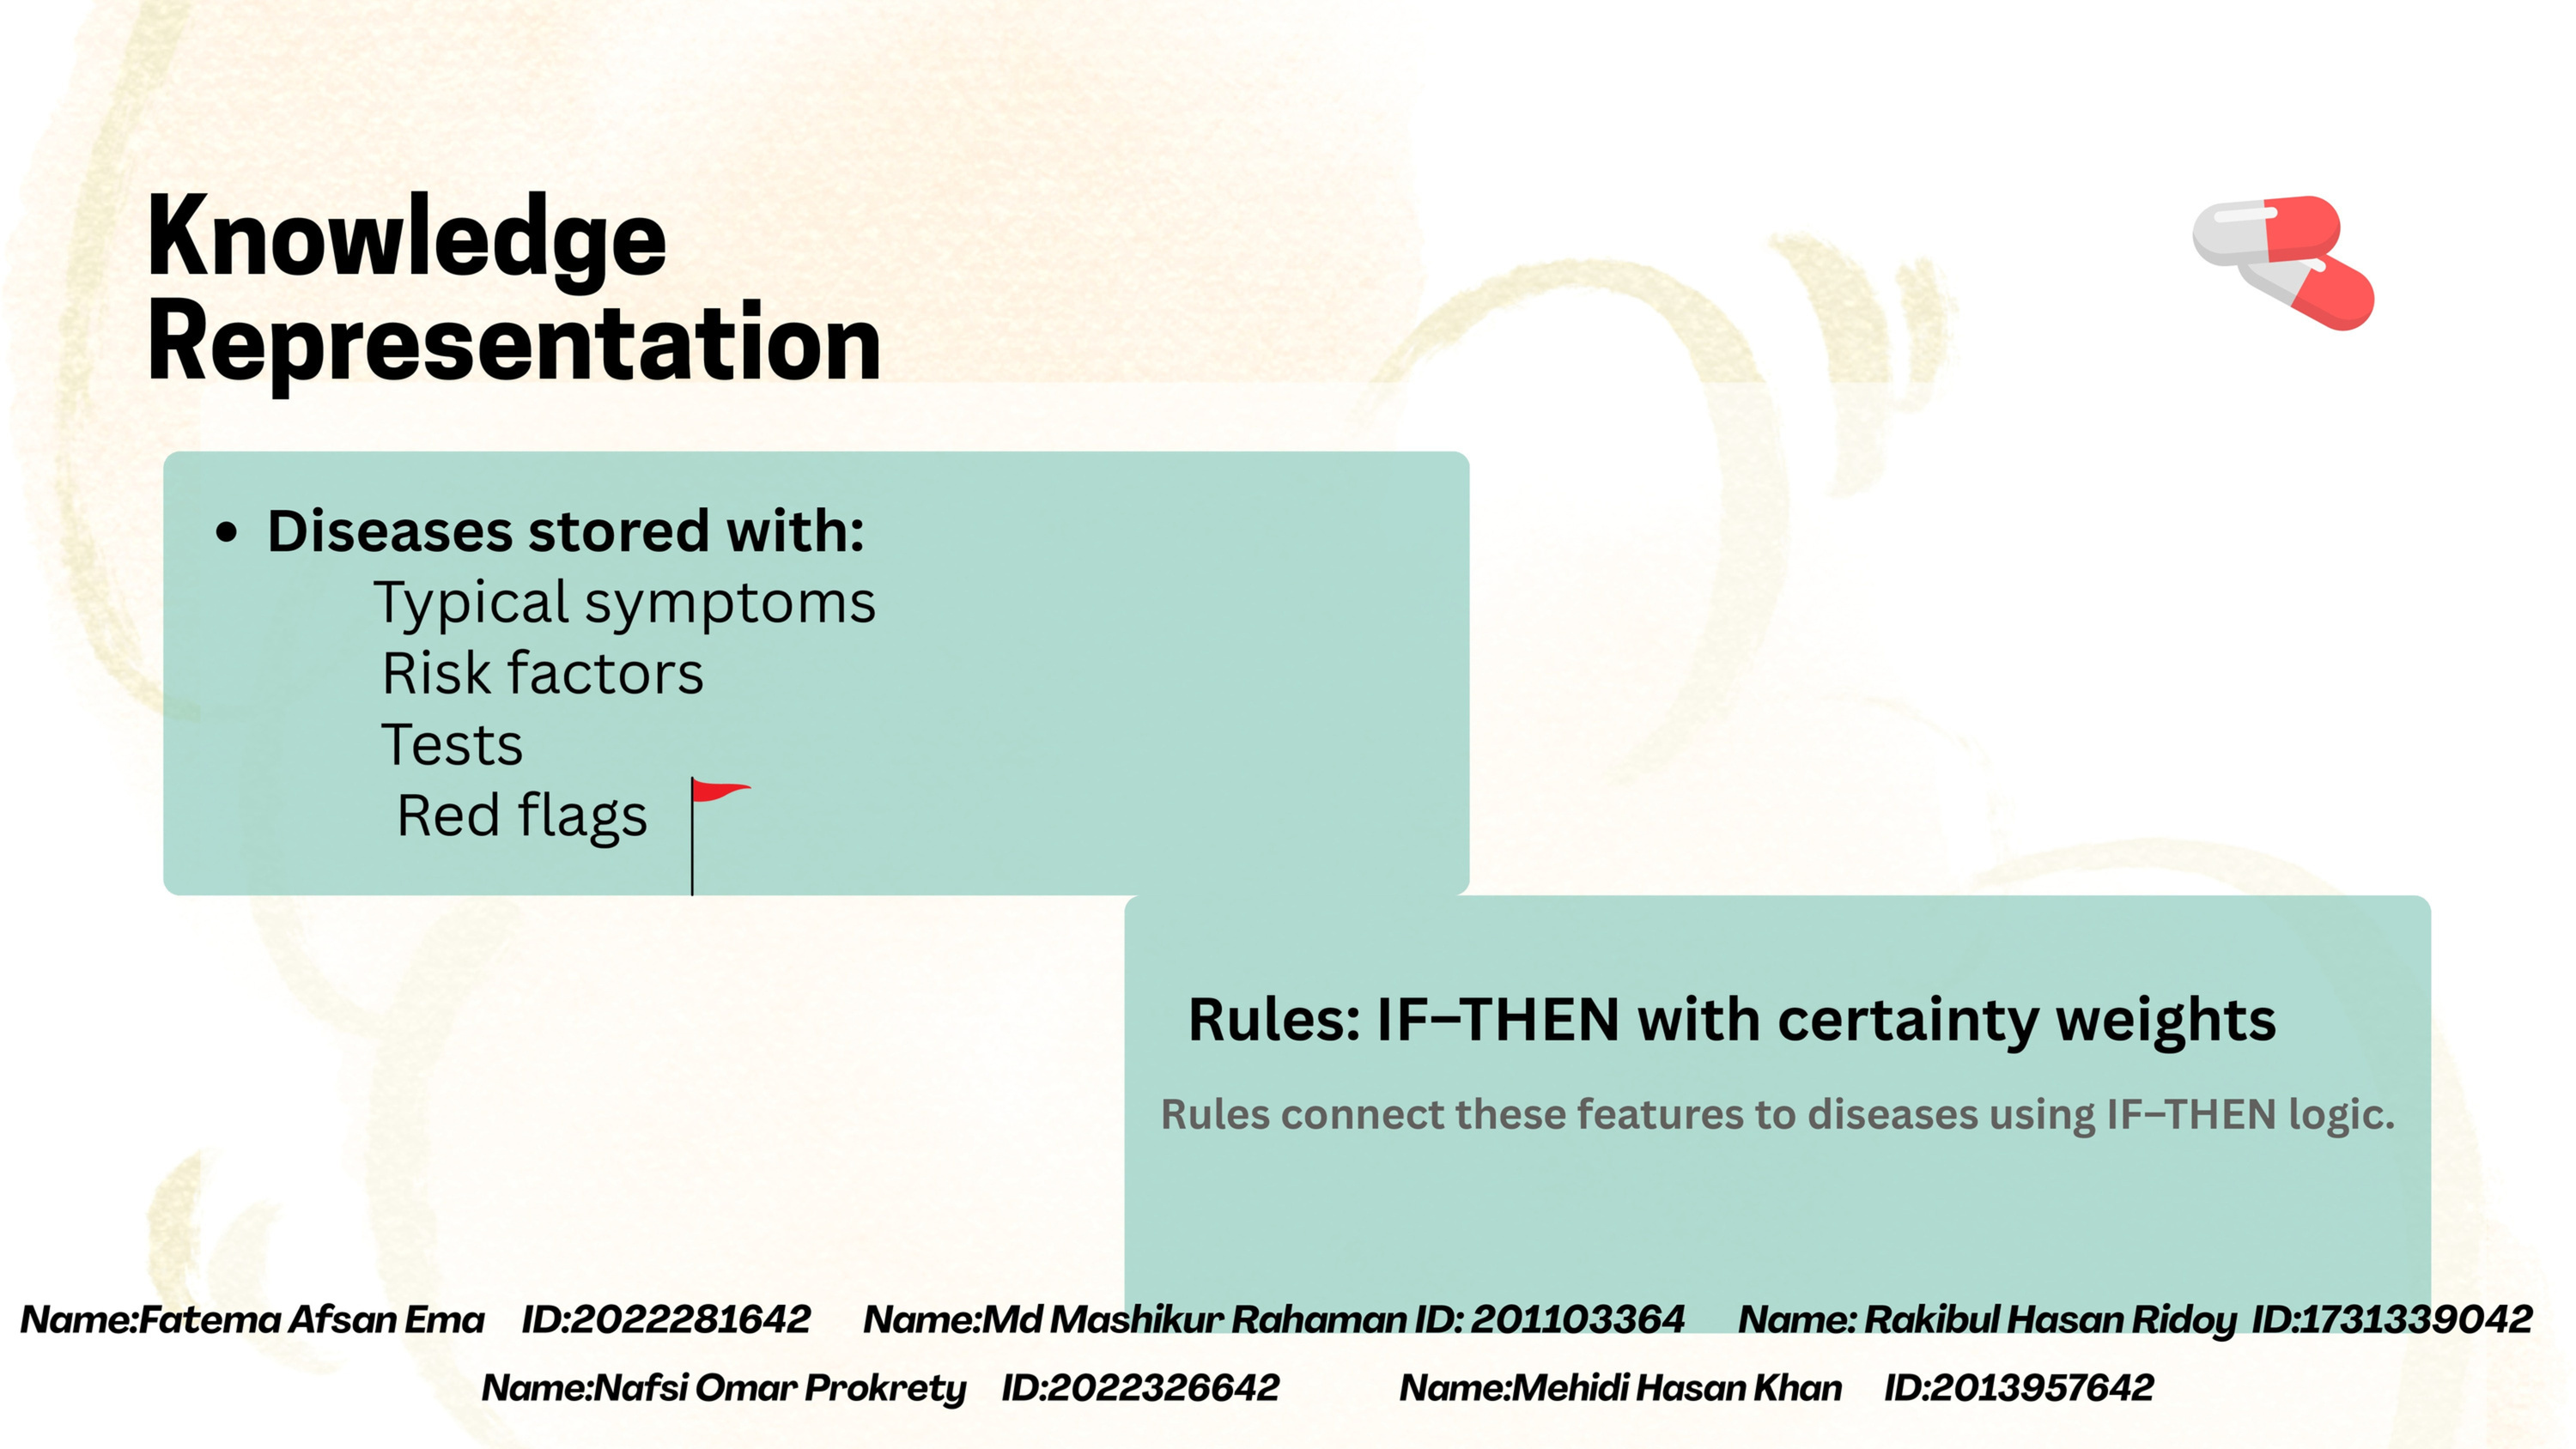 Knowledge
Representation
• Diseases stored with:
Typical symptoms
Risk factors
Tests
Red flags
Rules: IF–THEN with certainty weights
Rules connect these features to diseases using IF–THEN logic.
Name:Fatema Afsan Ema ID:2022281642 Name:Md Mashikur Rahaman ID: 201103364 Name: Rakibul Hasan Ridoy ID:1731339042
Name:Nafsi Omar Prokrety ID:2022326642 Name:Mehidi Hasan Khan ID:2013957642